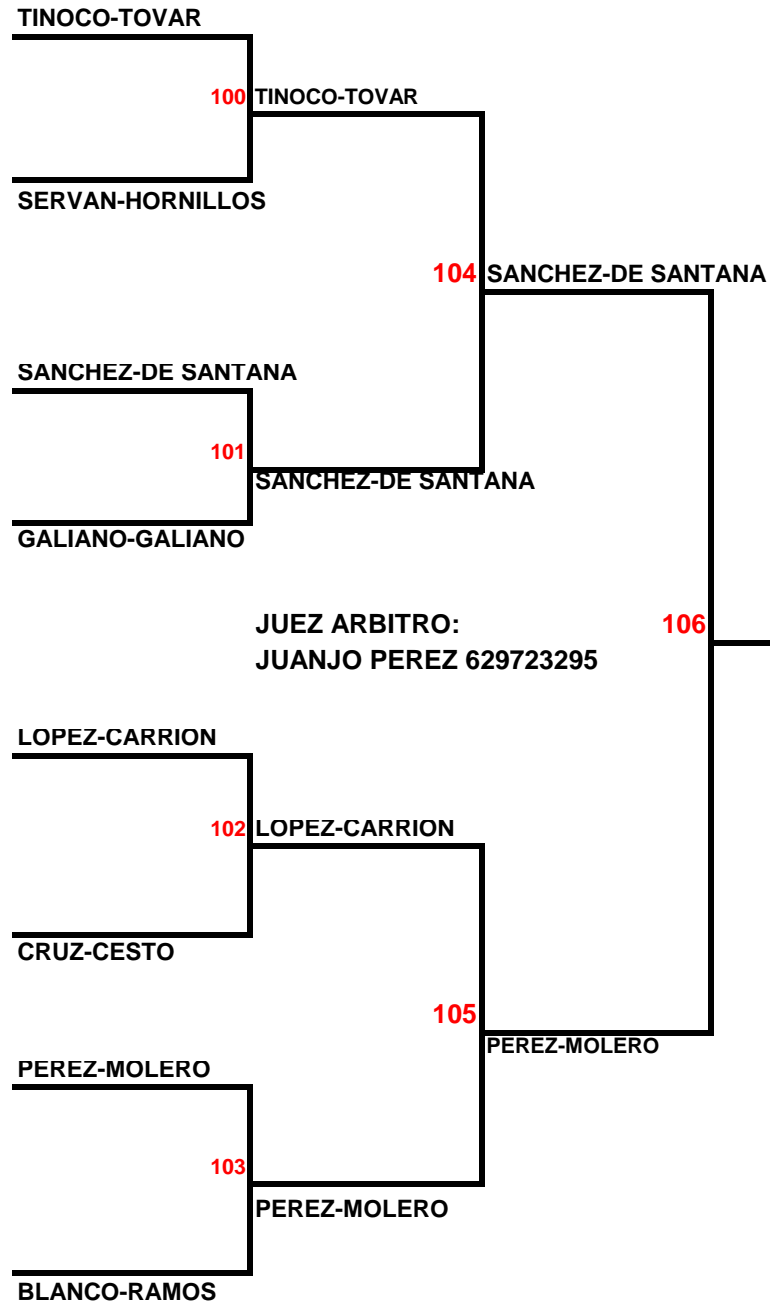 TINOCO-TOVAR
100 TINOCO-TOVAR
SERVAN-HORNILLOS
104 SANCHEZ-DE SANTANA
SANCHEZ-DE SANTANA
101
SANCHEZ-DE SANTANA
GALIANO-GALIANO
JUEZ ARBITRO:
106
JUANJO PEREZ 629723295
LOPEZ-CARRION
102 LOPEZ-CARRION
CRUZ-CESTO
105
PEREZ-MOLERO
PEREZ-MOLERO
103
PEREZ-MOLERO
BLANCO-RAMOS